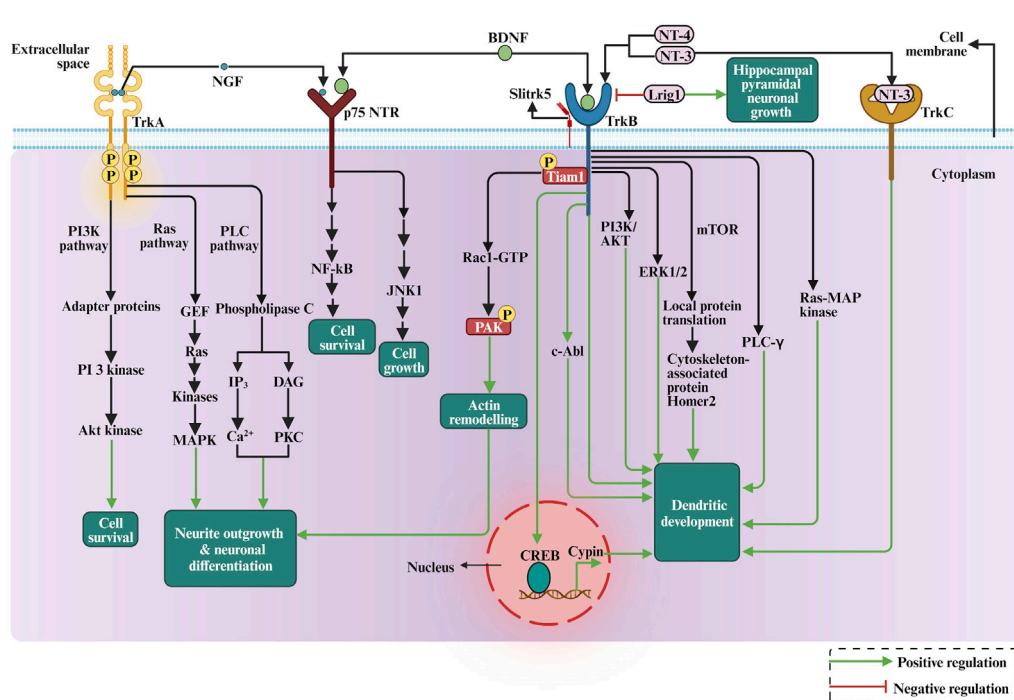 Extracellular
space
NGF
TrkA
BDNF
p75 NTR
Slitrk5
TrkB
NT-4
NT-3
Lrig1
Hippocampal
pyramidal
neuronal
growth
NT-3
TrkC
Cell
membrane
Cytoplasm
P
P
P
P
PI3K
pathway
Ras
pathway
PLC
pathway
Adapter proteins
PI 3 kinase
Akt kinase
Cell
survival
GEF
Ras
Kinases
MAPK
Phospholipase C
IP₃
DAG
Ca²⁺
PKC
Neurite outgrowth
& neuronal
differentiation
NF-kB
Cell
survival
JNK1
Cell
growth
P
Tiam1
Rac1-GTP
P
PAK
Actin
remodelling
c-Abl
PI3K/
AKT
ERK1/2
mTOR
Local protein
translation
Cytoskeleton-
associated
protein
Homer2
PLC-γ
Ras-MAP
kinase
Dendritic
development
Nucleus
CREB
Cypin
Positive regulation
Negative regulation